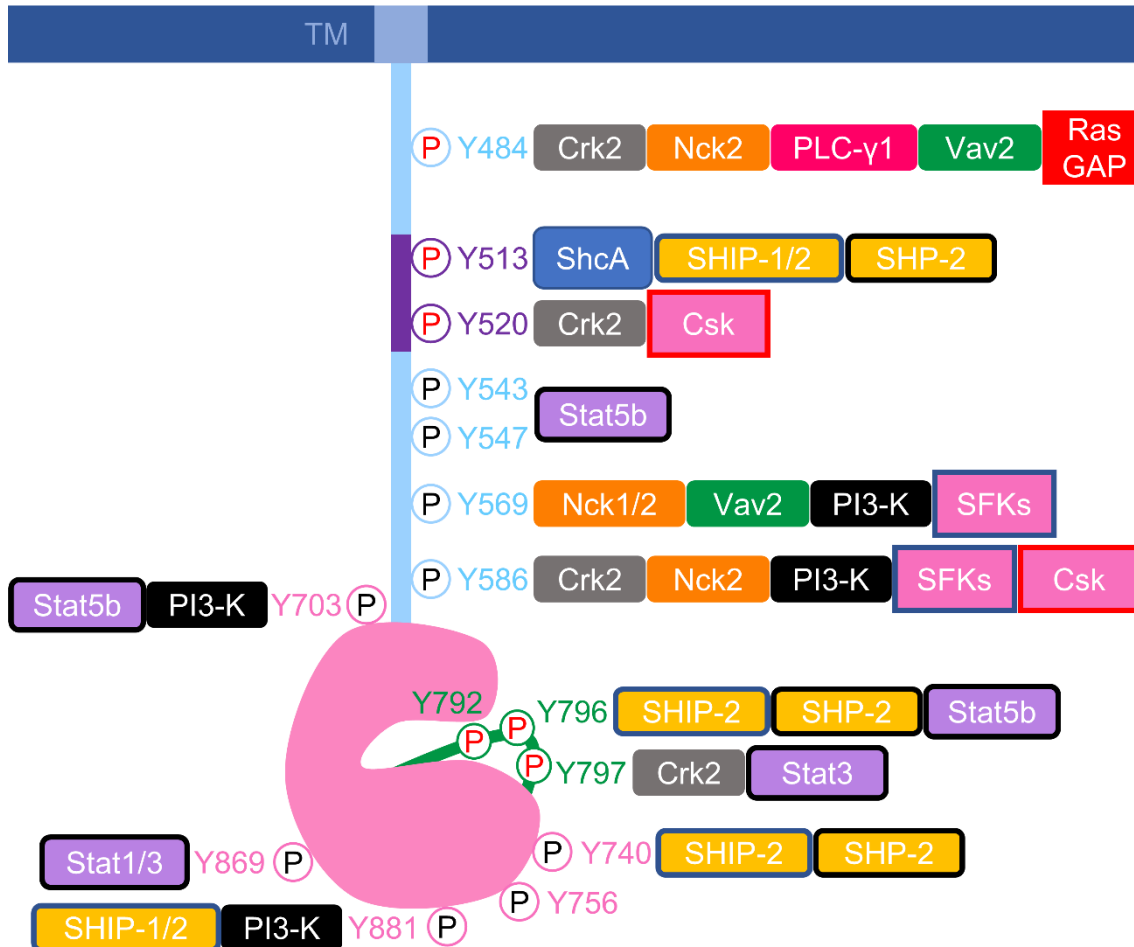 TM
P Y484 Crk2 Nck2 PLC-γ1 Vav2 Ras GAP
P Y513 ShcA SHIP-1/2 SHP-2
P Y520 Crk2 Csk
P Y543
Stat5b
P Y547
P Y569 Nck1/2 Vav2 PI3-K SFKs
P Y586 Crk2 Nck2 PI3-K SFKs Csk
Stat5b PI3-K Y703 P
Y792 P
P Y796 SHIP-2 SHP-2 Stat5b
P Y797 Crk2 Stat3
Stat1/3 Y869 P
P Y740 SHIP-2 SHP-2
P Y756
SHIP-1/2 PI3-K Y881 P